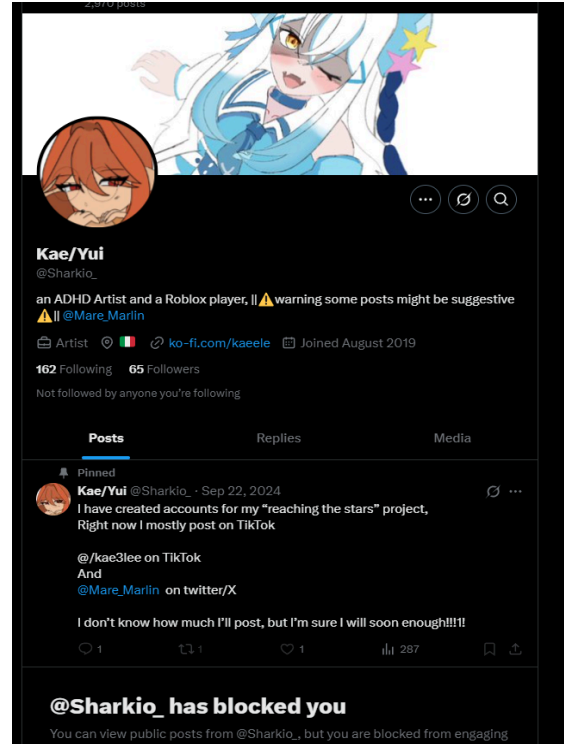 2,970 posts
Kae/Yui
@Sharkio_
an ADHD Artist and a Roblox player, ||⚠️warning some posts might be suggestive
⚠️|| @Mare_Marlin
Artist 🇮🇹 ko-fi.com/kaeele Joined August 2019
162 Following 65 Followers
Not followed by anyone you're following
Posts Replies Media
Pinned
Kae/Yui @Sharkio_ · Sep 22, 2024
I have created accounts for my “reaching the stars” project,
Right now I mostly post on TikTok
@/kae3lee on TikTok
And
@Mare_Marlin on twitter/X
I don’t know how much I’ll post, but I’m sure I will soon enough!!!1!
1 1 1 287
@Sharkio_ has blocked you
You can view public posts from @Sharkio_, but you are blocked from engaging